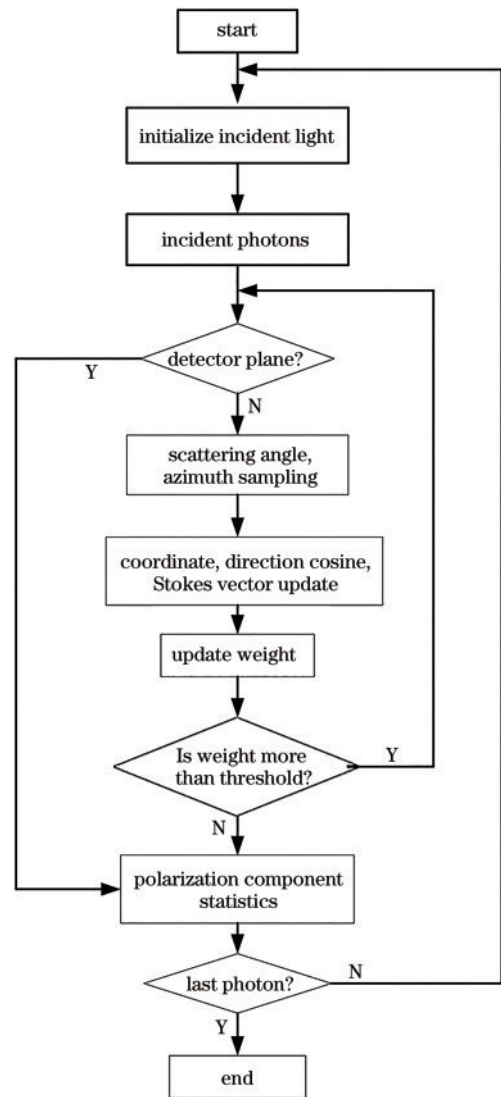 start
initialize incident light
incident photons
detector plane?
Y
N
scattering angle,
azimuth sampling
coordinate, direction cosine,
Stokes vector update
update weight
Is weight more
than threshold?
Y
N
polarization component
statistics
last photon?
N
Y
end